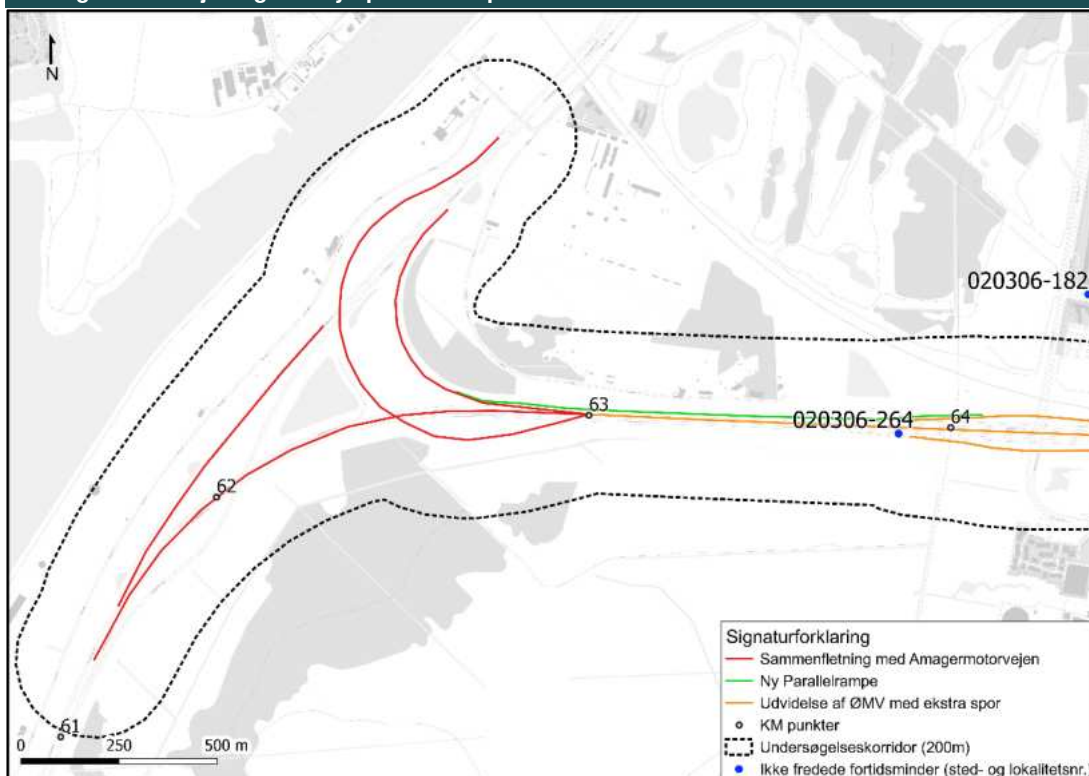 N
020306-182
63
020306-264
64
62
61
0 250 500 m
Signaturforklaring
Sammenfletning med Amagermotorvejen
Ny Parallelrampe
Udvidelse af ØMV med ekstra spor
KM punkter
Undersøgelseskorridor (200m)
Ikke fredede fortidsminder (sted- og lokalitetsnr.